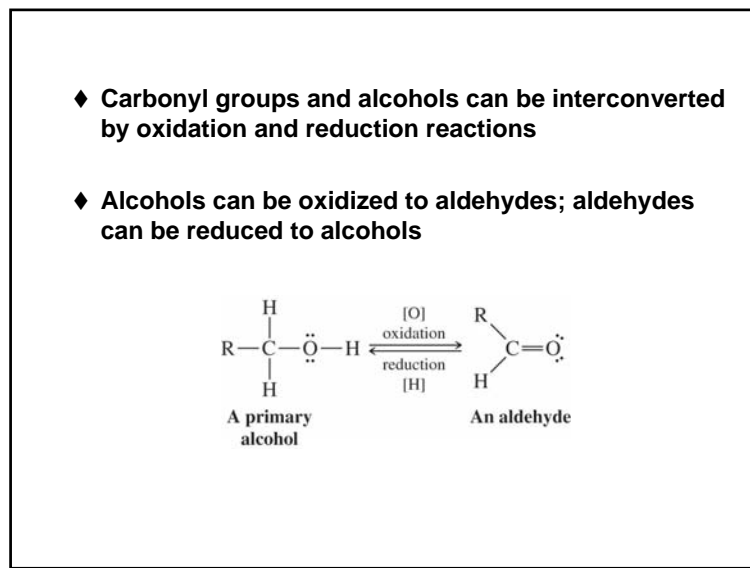 ♦ Carbonyl groups and alcohols can be interconverted
by oxidation and reduction reactions
♦ Alcohols can be oxidized to aldehydes; aldehydes
can be reduced to alcohols
H
R—C—Ö—H
H
A primary
alcohol
[O]
oxidation
reduction
[H]
R
C=O
H
An aldehyde